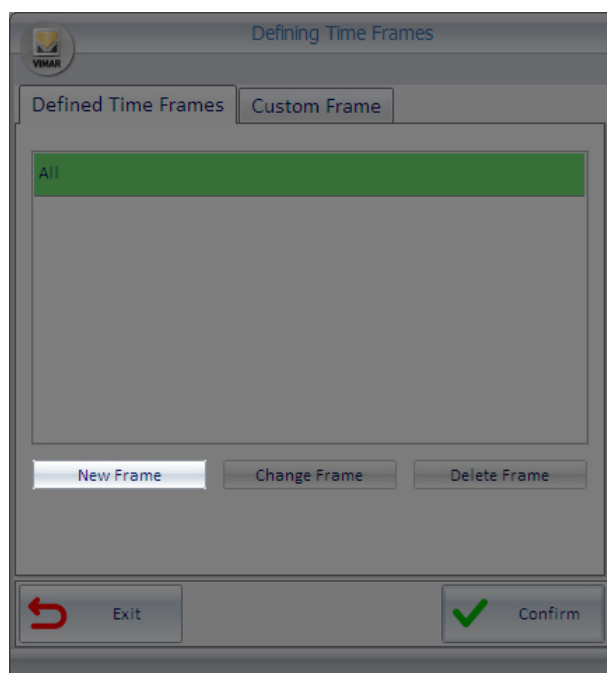 Defining Time Frames
VIMAR
Defined Time Frames Custom Frame
All
New Frame Change Frame Delete Frame
Exit Confirm